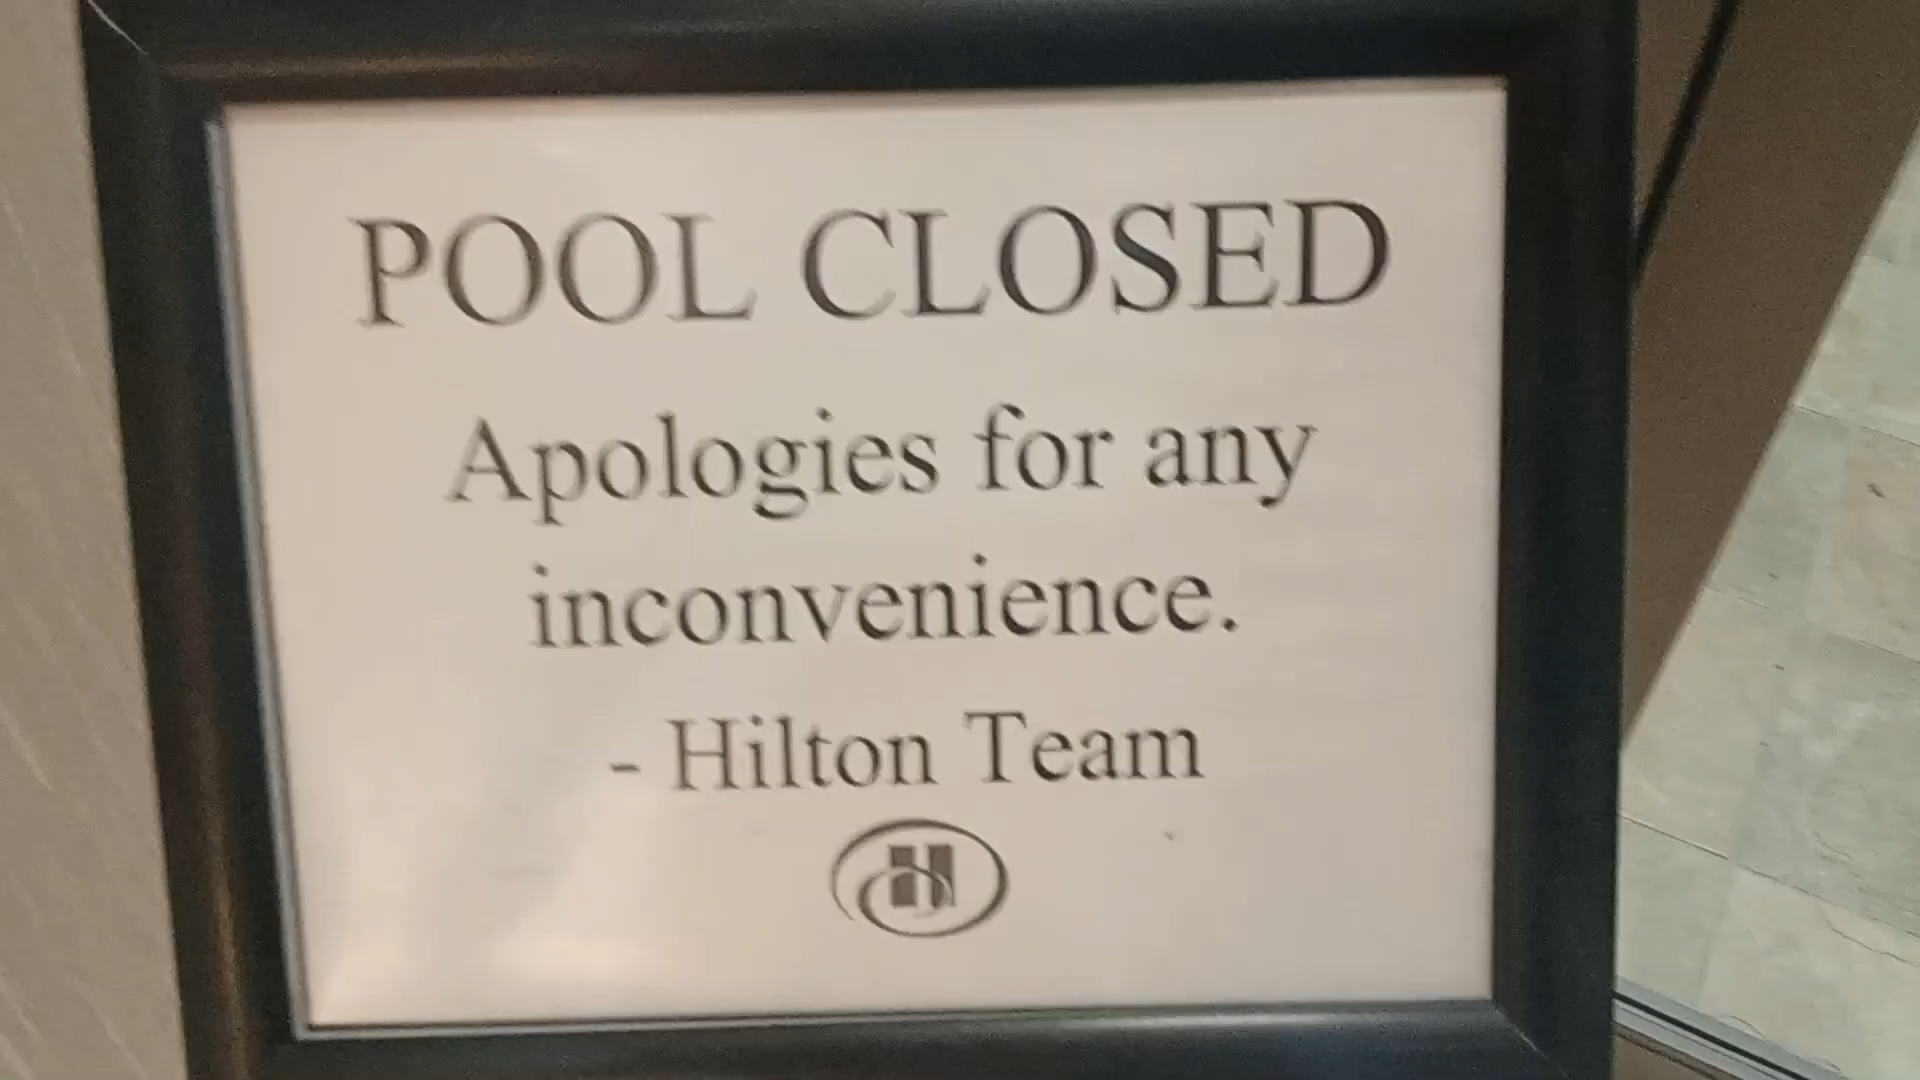 POOL CLOSED
Apologies for any
inconvenience.
- Hilton Team
H